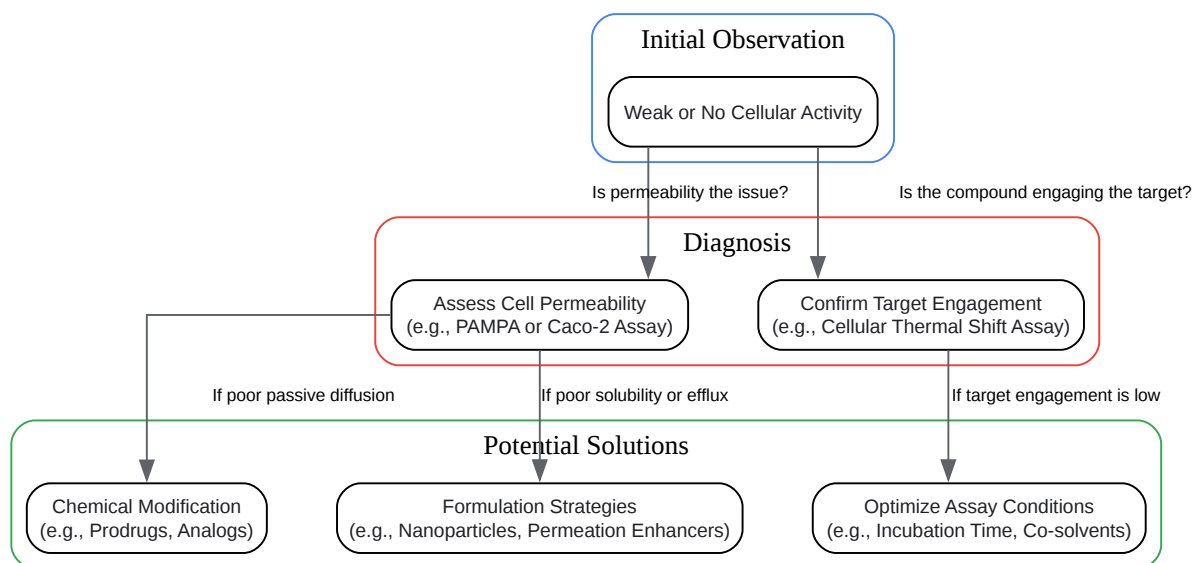 Initial Observation
Weak or No Cellular Activity
Is permeability the issue?
Is the compound engaging the target?
Diagnosis
Assess Cell Permeability
(e.g., PAMPA or Caco-2 Assay)
Confirm Target Engagement
(e.g., Cellular Thermal Shift Assay)
If poor passive diffusion
If poor solubility or efflux
If target engagement is low
Potential Solutions
Chemical Modification
(e.g., Prodrugs, Analogs)
Formulation Strategies
(e.g., Nanoparticles, Permeation Enhancers)
Optimize Assay Conditions
(e.g., Incubation Time, Co-solvents)